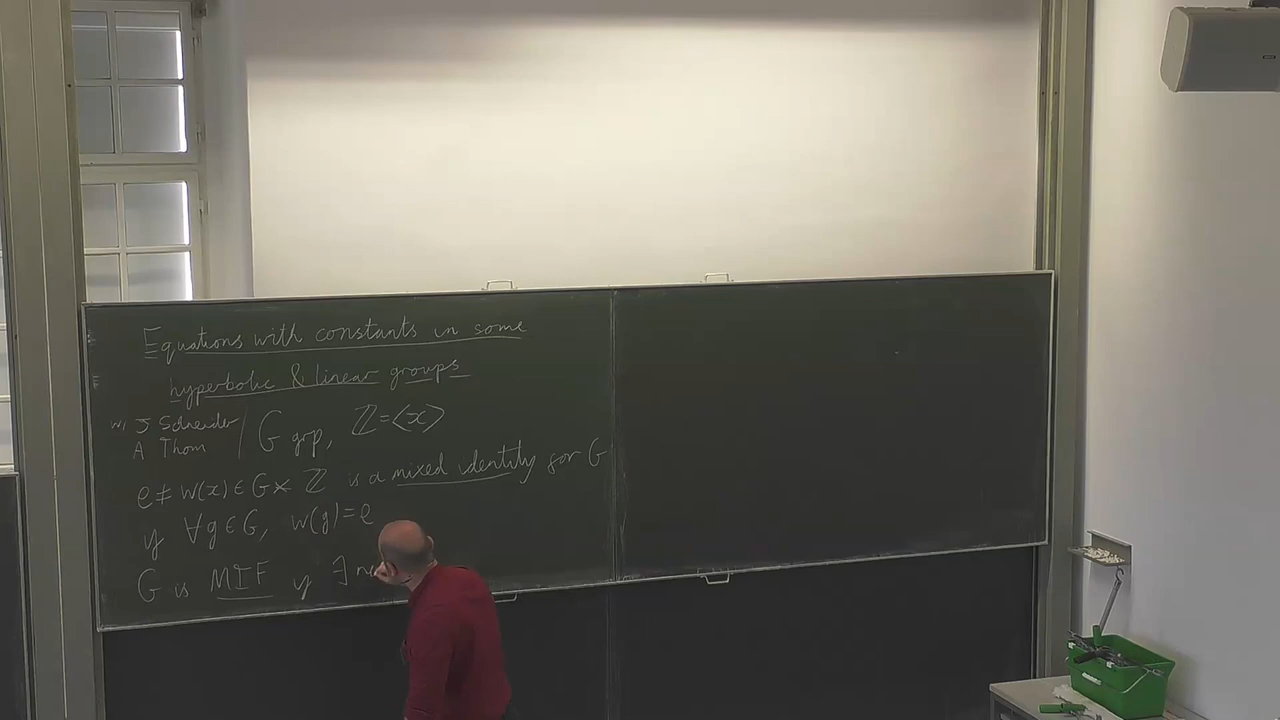 Equations with constants in some
hyperbolic & linear groups
w/ J Schneider
A Thom
G grp, ℤ=⟨x⟩
e≠w(x)∈G*ℤ is a mixed identity for G
if ∀g∈G, w(g)=e
G is MIF if ∃